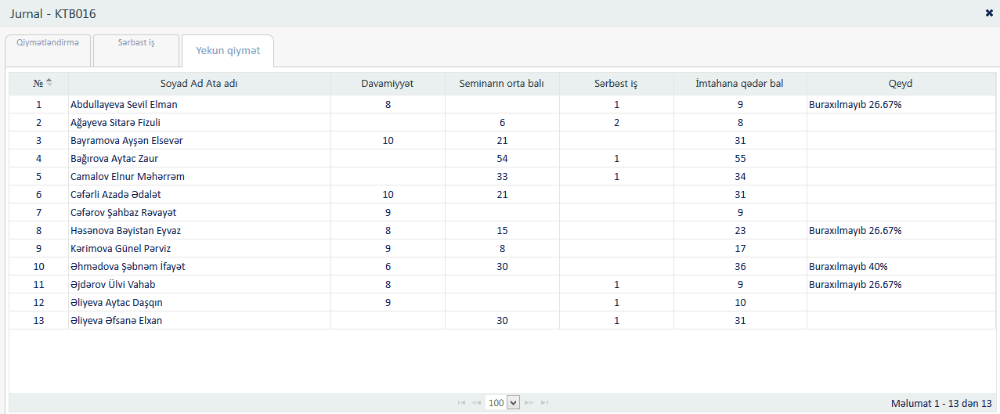 Jurnal - KTB016
Qiymətləndirmə Sərbəst iş Yekun qiymət
№ Soyad Ad Ata adı Davamiyyət Seminarın orta balı Sərbəst iş İmtahana qədər bal Qeyd
1 Abdullayeva Sevil Elman 8 1 9 Buraxılmayıb 26.67%
2 Ağayeva Sitarə Fizuli 6 2 8
3 Bayramova Ayşən Elsevər 10 21 31
4 Bağırova Aytac Zaur 54 1 55
5 Camalov Elnur Məhərrəm 33 1 34
6 Cəfərli Azadə Ədalət 10 21 31
7 Cəfərov Şahbaz Rəvayət 9 9
8 Həsənova Bəyistan Eyvaz 8 15 23 Buraxılmayıb 26.67%
9 Kərimova Günel Pərviz 9 8 17
10 Əhmədova Şəbnəm İfayət 6 30 36 Buraxılmayıb 40%
11 Əjdərov Ülvi Vahab 8 1 9 Buraxılmayıb 26.67%
12 Əliyeva Aytac Daşqın 9 1 10
13 Əliyeva Əfsanə Elxan 30 1 31
100 Məlumat 1 - 13 dən 13